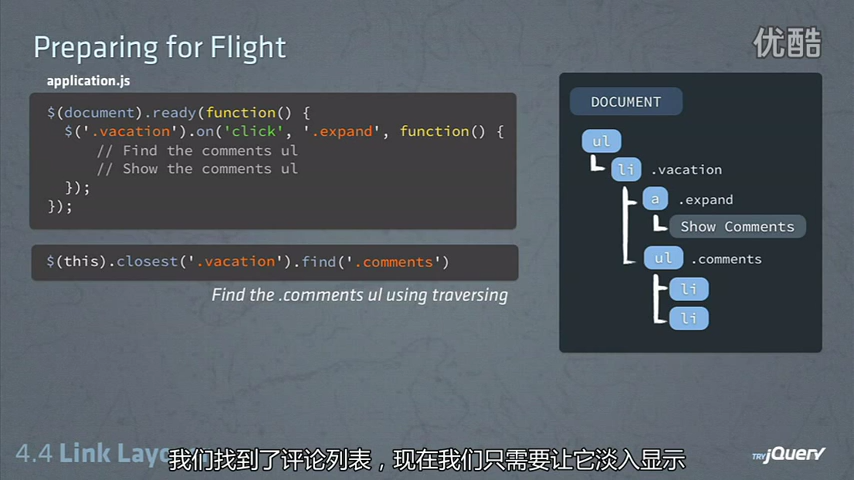 Preparing for Flight
优酷
application.js
$(document).ready(function() {
$('.vacation').on('click', '.expand', function() {
// Find the comments ul
// Show the comments ul
});
});
$(this).closest('.vacation').find('.comments')
Find the .comments ul using traversing
DOCUMENT
ul
li .vacation
a .expand
Show Comments
ul .comments
li
li
4.4 Link Layo
我们找到了评论列表，现在我们只需要让它淡入显示
TRY jQUERY